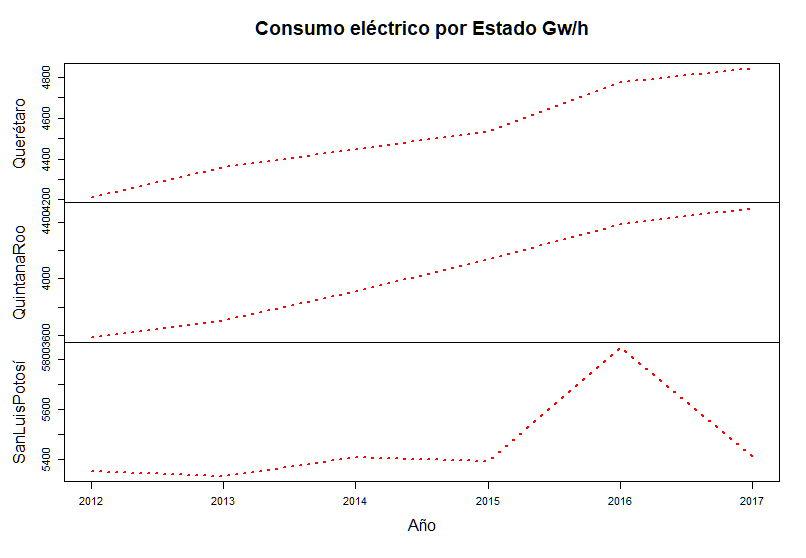 Consumo eléctrico por Estado Gw/h
Querétaro
4800
4600
4400
4200
QuintanaRoo
4400
4000
3600
SanLuisPotosí
5800
5600
5400
2012 2013 2014 2015 2016 2017
Año